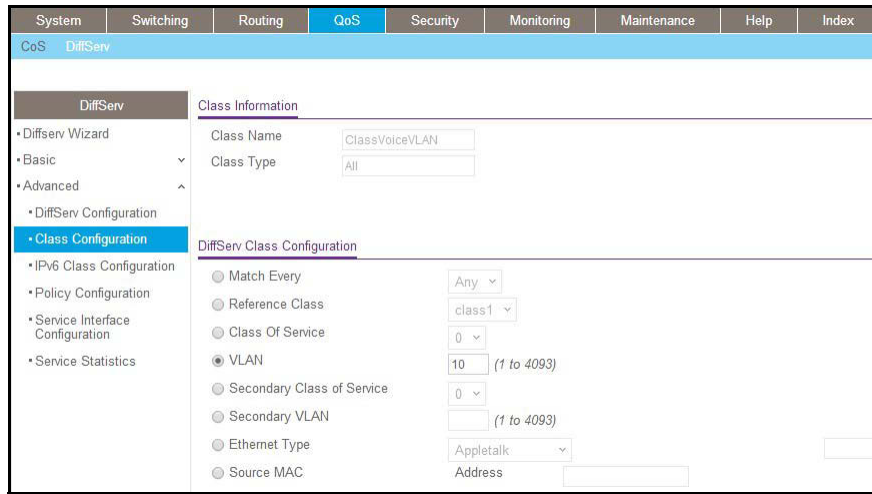 System Switching Routing QoS Security Monitoring Maintenance Help Index
CoS DiffServ
DiffServ
Diffserv Wizard
Basic
Advanced
DiffServ Configuration
Class Configuration
IPv6 Class Configuration
Policy Configuration
Service Interface
Configuration
Service Statistics
Class Information
Class Name ClassVoiceVLAN
Class Type All
DiffServ Class Configuration
Match Every Any
Reference Class class1
Class Of Service 0
VLAN 10 (1 to 4093)
Secondary Class of Service 0
Secondary VLAN (1 to 4093)
Ethernet Type Appletalk
Source MAC Address